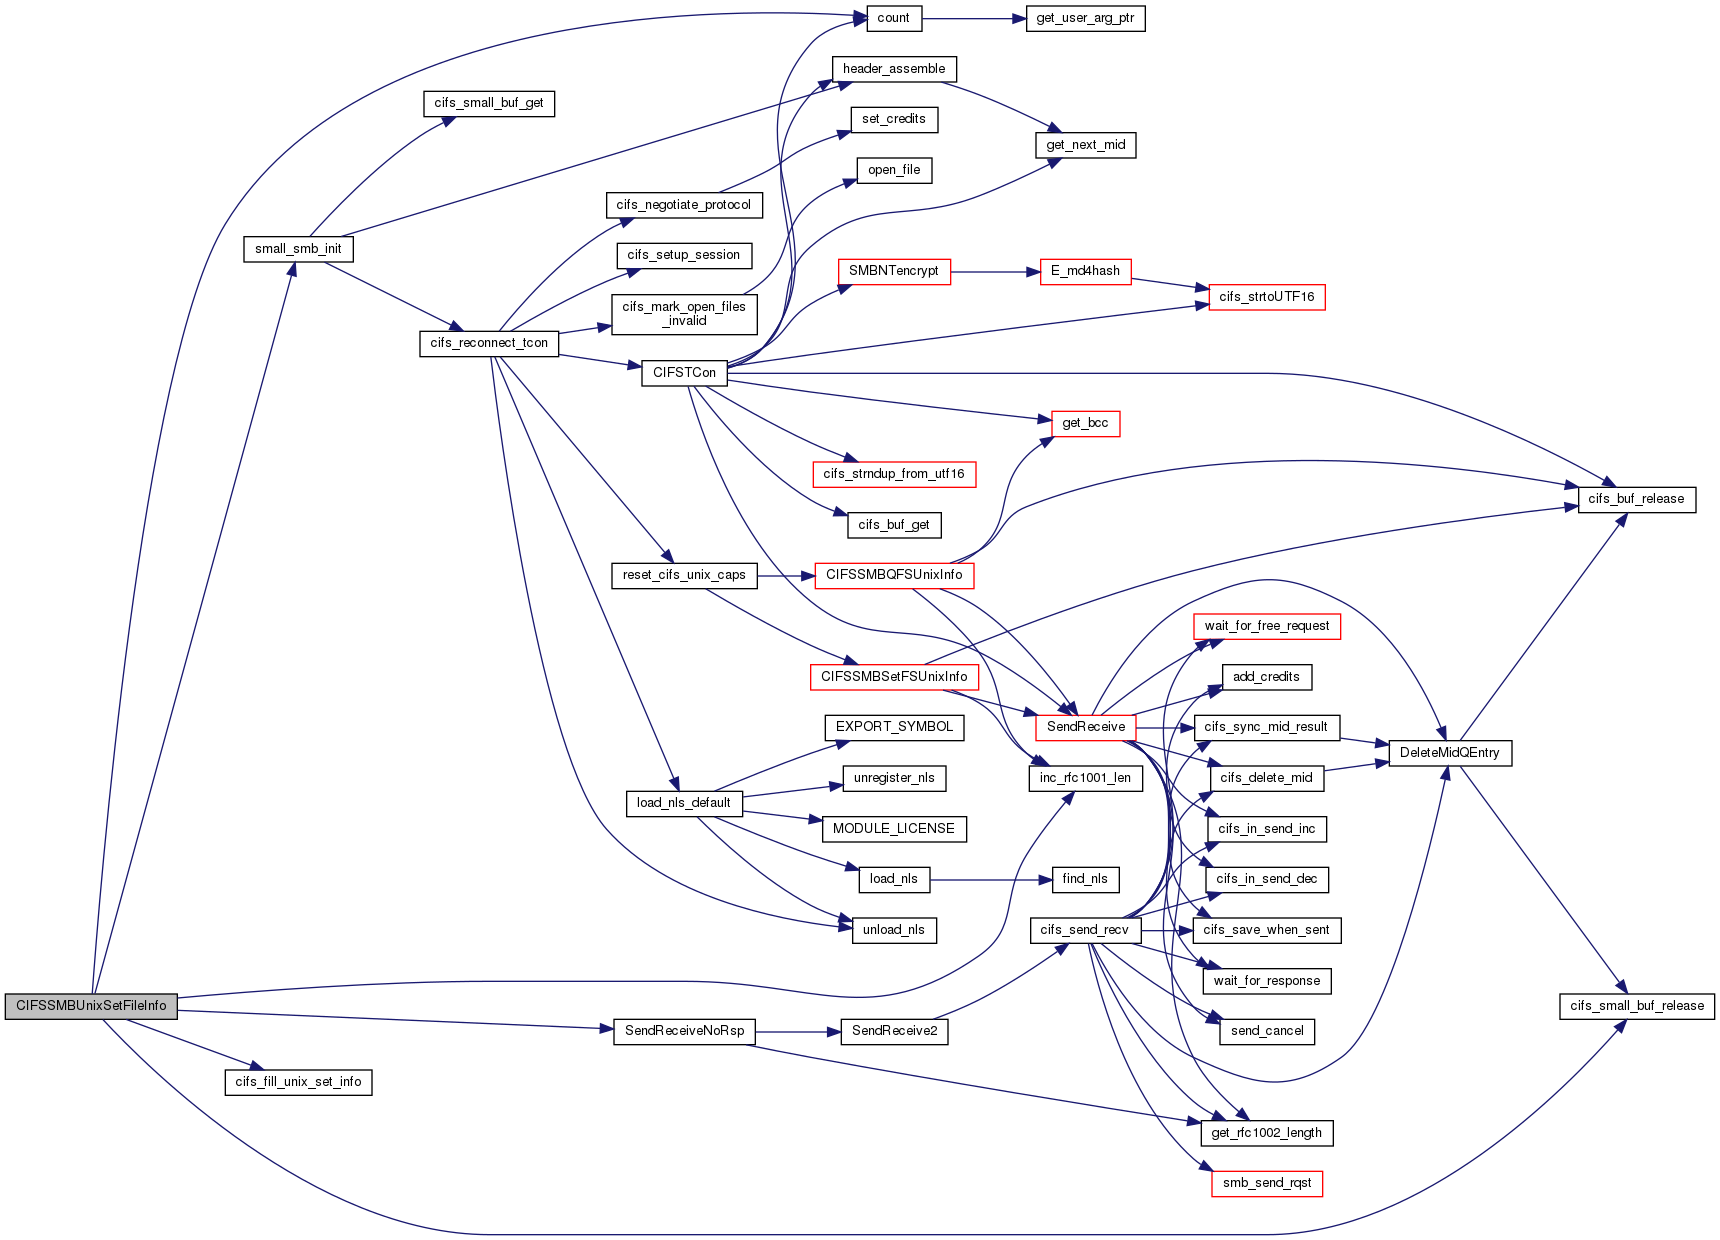 count
get_user_arg_ptr
header_assemble
cifs_small_buf_get
set_credits
get_next_mid
open_file
cifs_negotiate_protocol
small_smb_init
cifs_setup_session
SMBNTencrypt
E_md4hash
cifs_strtoUTF16
cifs_mark_open_files
_invalid
cifs_reconnect_tcon
CIFSTCon
get_bcc
cifs_strndup_from_utf16
cifs_buf_release
cifs_buf_get
reset_cifs_unix_caps
CIFSSMBQFSUnixInfo
wait_for_free_request
CIFSSMBSetFSUnixInfo
add_credits
EXPORT_SYMBOL
SendReceive
cifs_sync_mid_result
DeleteMidQEntry
unregister_nls
inc_rfc1001_len
cifs_delete_mid
load_nls_default
MODULE_LICENSE
cifs_in_send_inc
load_nls
find_nls
cifs_in_send_dec
unload_nls
cifs_send_recv
cifs_save_when_sent
wait_for_response
CIFSSMBUnixSetFileInfo
cifs_small_buf_release
SendReceiveNoRsp
SendReceive2
send_cancel
cifs_fill_unix_set_info
get_rfc1002_length
smb_send_rqst